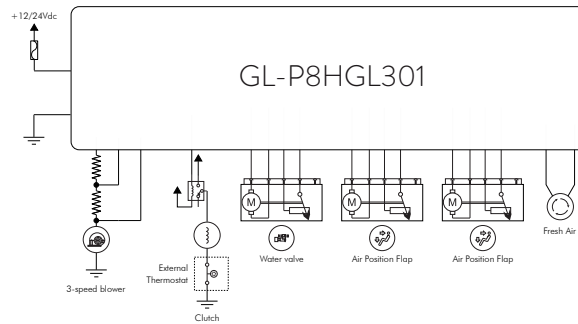 +12/24Vdc
GL-P8HGL301
M
M
M
Water valve
Air Position Flap
Air Position Flap
Fresh Air
External
Thermostat
3-speed blower
Clutch